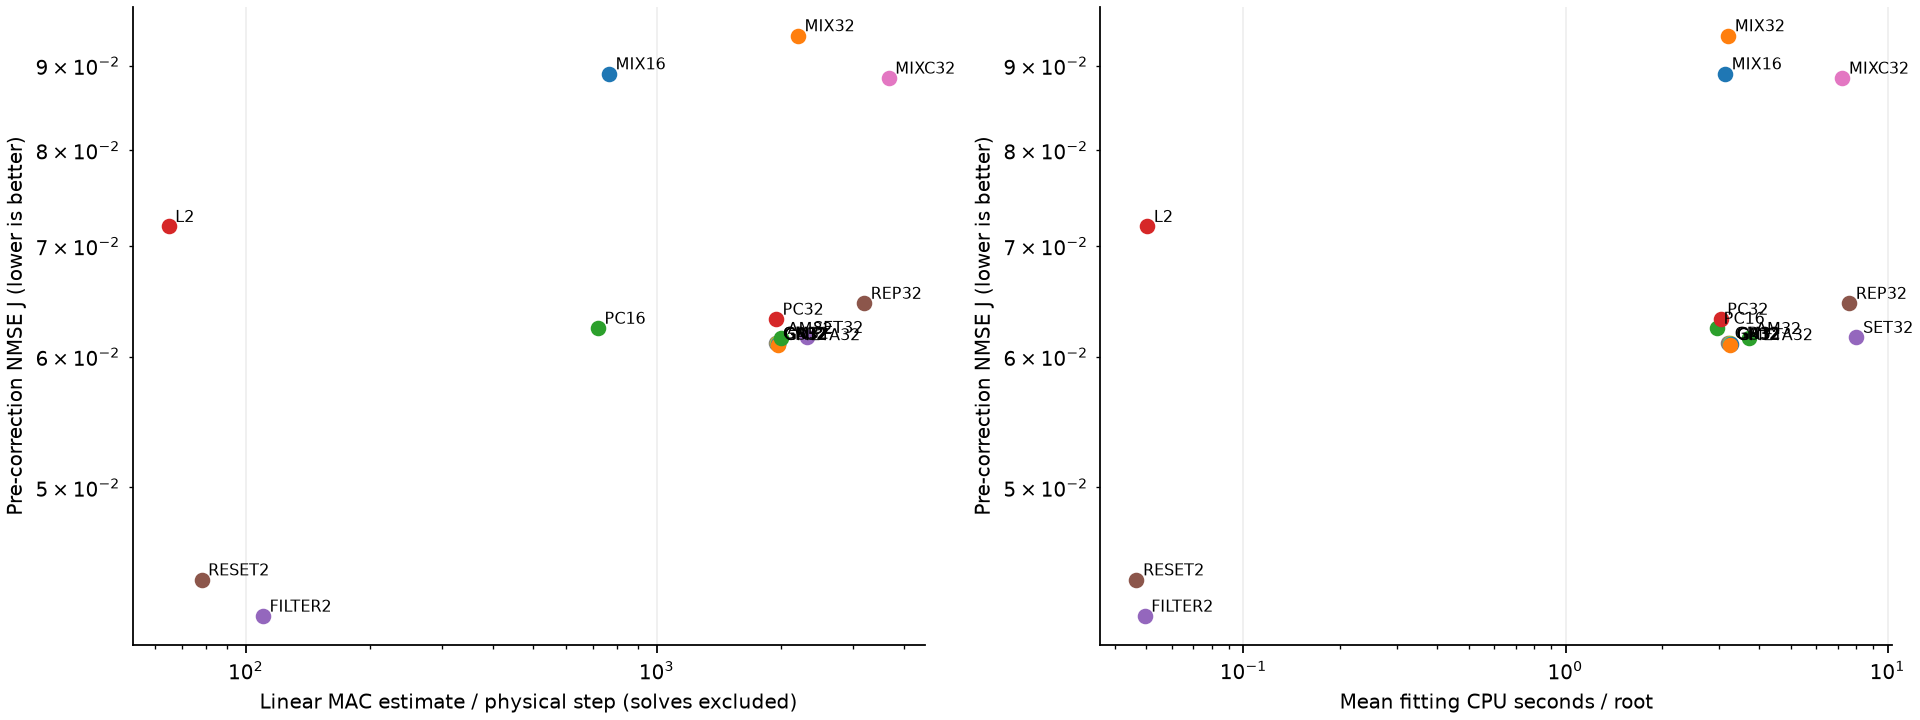 MIX32
MIX16
MIXC32
L2
REP32
PC32
PC16
SET32
RESET2
FILTER2
9 × 10⁻²
8 × 10⁻²
7 × 10⁻²
6 × 10⁻²
5 × 10⁻²
Pre-correction NMSE J (lower is better)
10²
10³
Linear MAC estimate / physical step (solves excluded)
MIX32
MIX16
MIXC32
L2
REP32
PC32
PC16
AM32
SET32
RESET2
FILTER2
9 × 10⁻²
8 × 10⁻²
7 × 10⁻²
6 × 10⁻²
5 × 10⁻²
Pre-correction NMSE J (lower is better)
10⁻¹
10⁰
10¹
Mean fitting CPU seconds / root